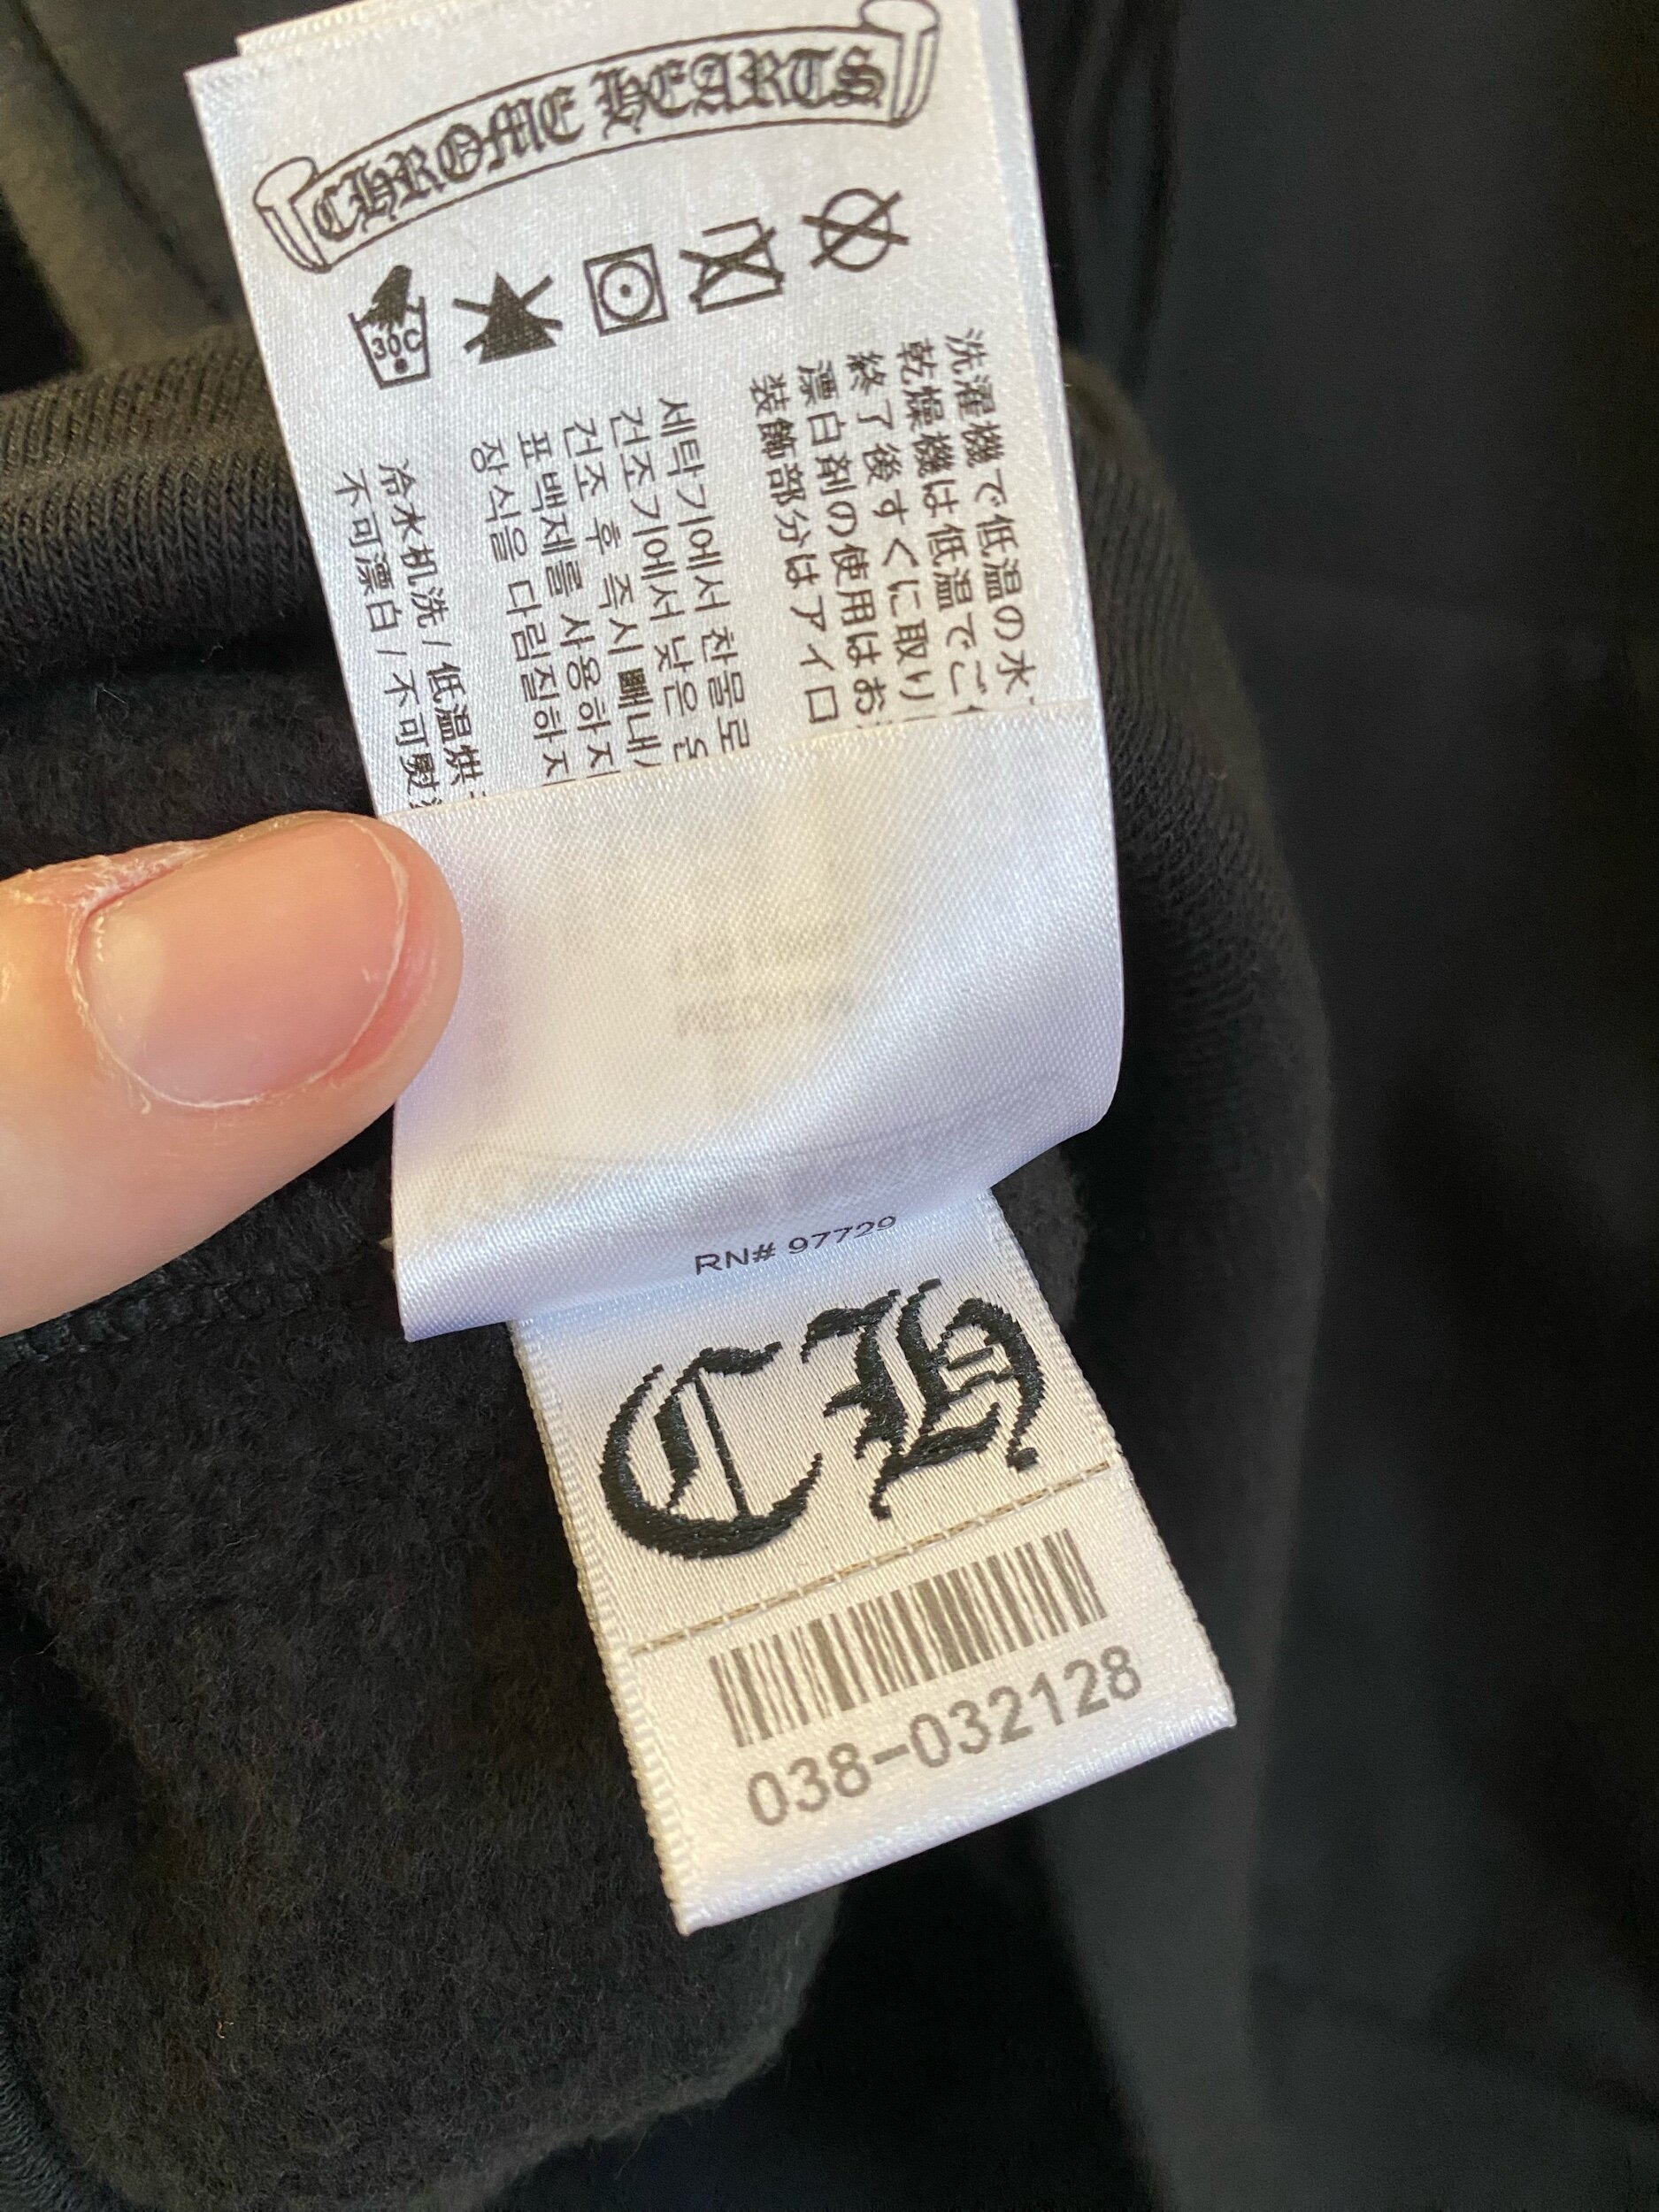 CHROME HEARTS
30C
洗濯機で低温の水
乾燥機は低温でご
終了後すぐに取り
漂白剤の使用はお
装飾部分はアイロ
세탁기에서 찬물로
건조기에서 낮은
건조 후 즉시 빼내
표백제를 사용하지
장식을 다림질하지
冷水机洗 / 低温烘
不可漂白 / 不可熨
RN# 97729
CH
038-032128